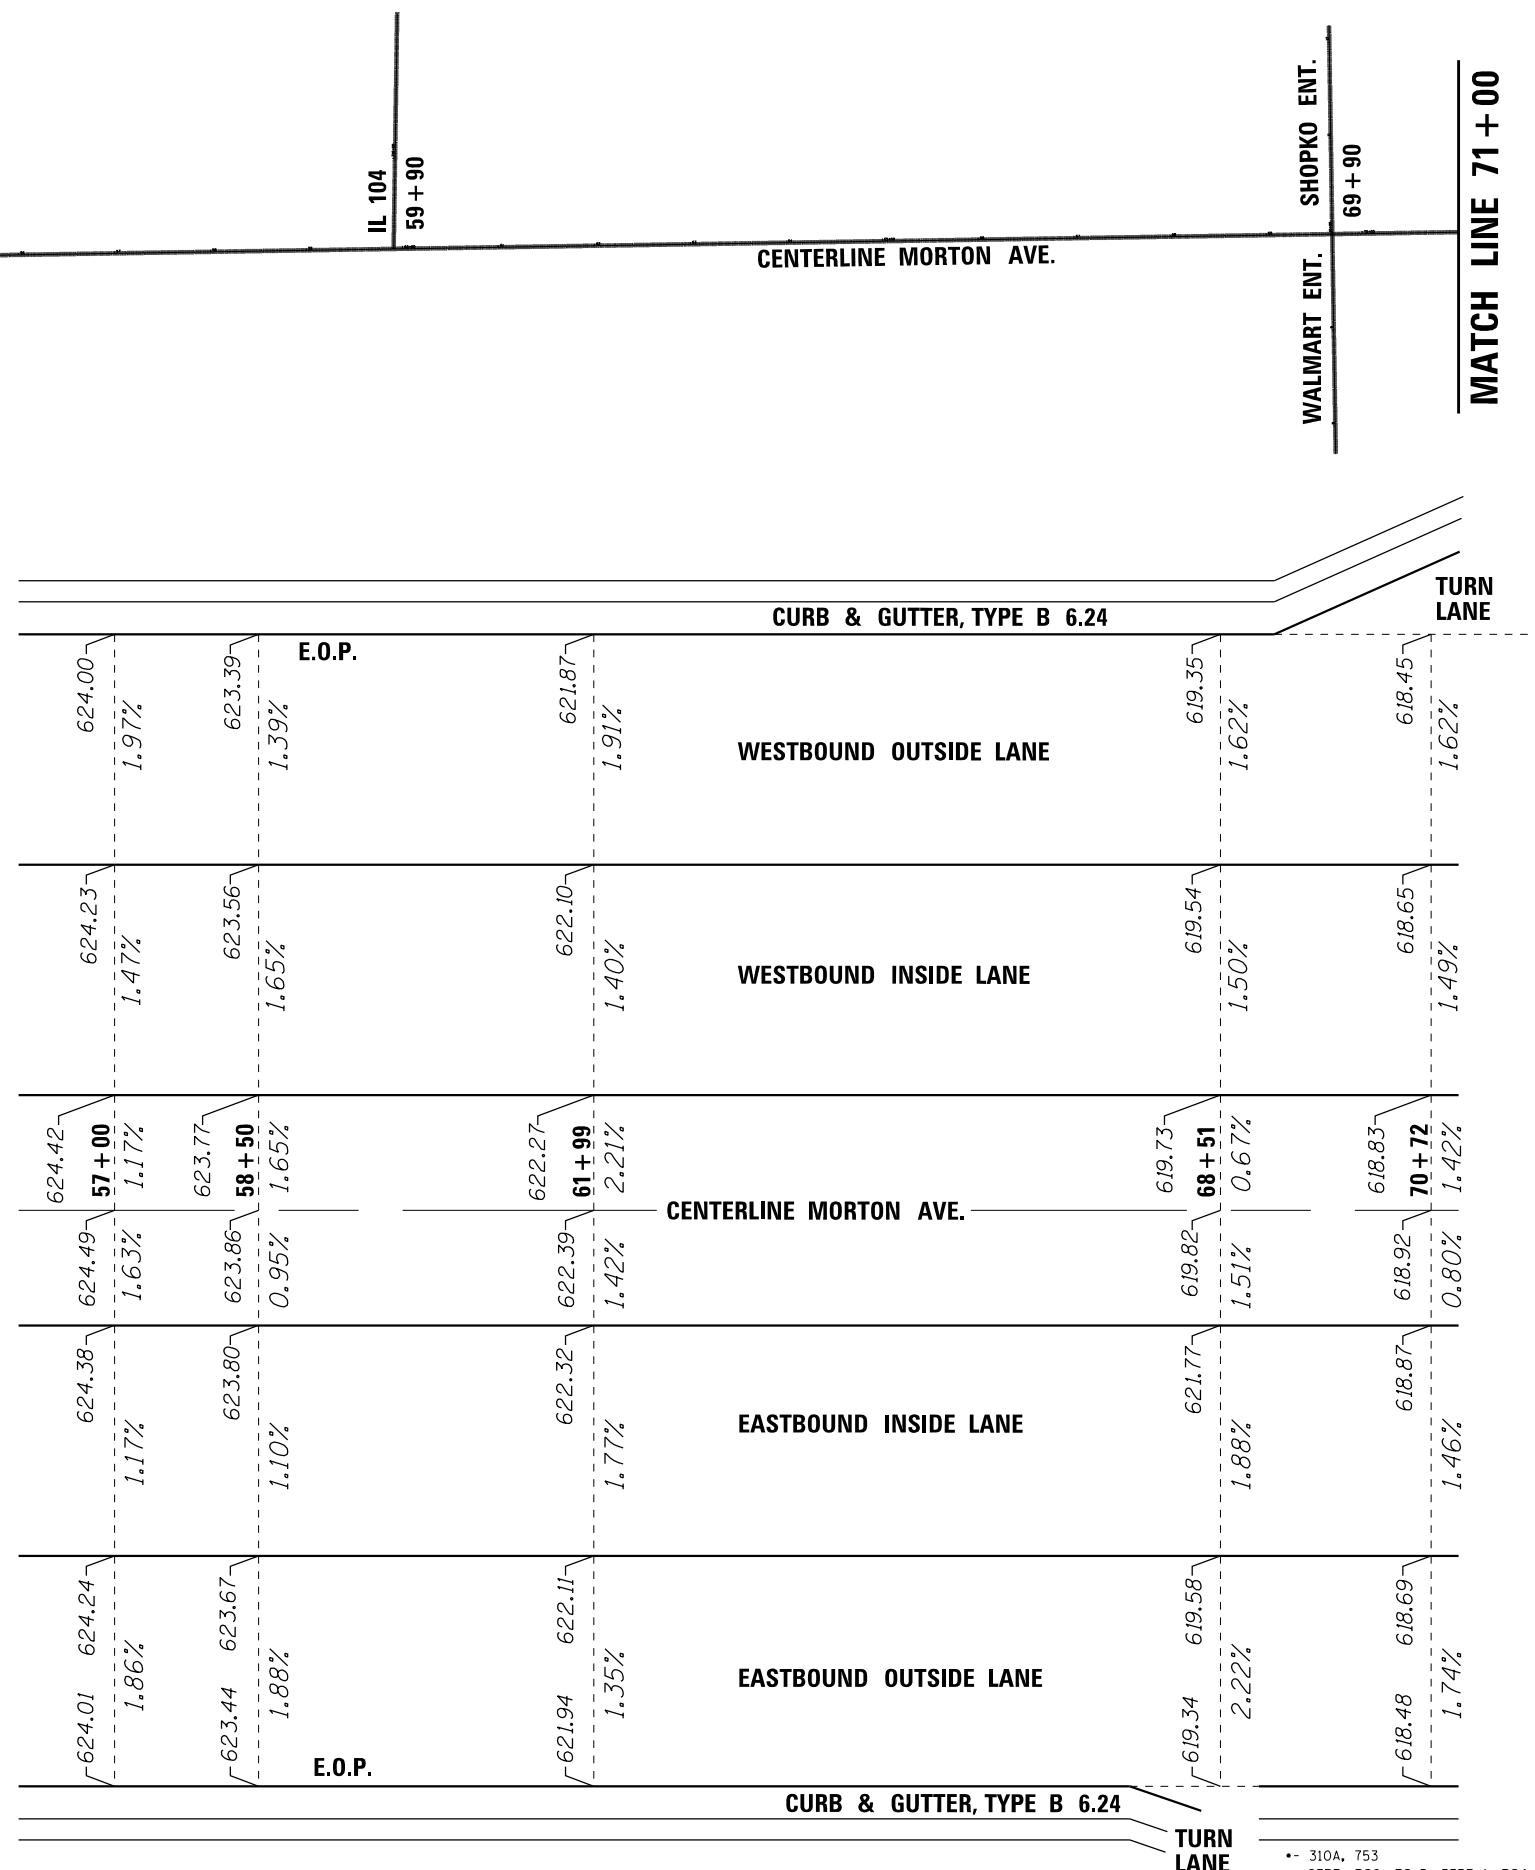 IL 104
59 + 90
SHOPKO ENT.
69 + 90
MATCH LINE 71 + 00
CENTERLINE MORTON AVE.
WALMART ENT.
TURN
LANE
CURB & GUTTER, TYPE B 6.24
E.O.P.
624.00
1.97%
623.39
1.39%
621.87
1.91%
WESTBOUND OUTSIDE LANE
619.35
1.62%
618.45
1.62%
624.23
1.47%
623.56
1.65%
622.10
1.40%
WESTBOUND INSIDE LANE
619.54
1.50%
618.65
1.49%
624.42
57 + 00
1.17%
623.77
58 + 50
1.65%
622.27
61 + 99
2.21%
619.73
68 + 51
0.67%
618.83
70 + 72
1.42%
CENTERLINE MORTON AVE.
624.49
1.63%
623.86
0.95%
622.39
1.42%
619.82
1.51%
618.92
0.80%
624.38
1.17%
623.80
1.10%
622.32
1.77%
EASTBOUND INSIDE LANE
621.77
1.88%
618.87
1.46%
624.24
624.01
1.86%
623.67
623.44
1.88%
622.11
621.94
1.35%
EASTBOUND OUTSIDE LANE
619.58
619.34
2.22%
618.69
618.48
1.74%
E.O.P.
CURB & GUTTER, TYPE B 6.24
TURN
LANE
•- 310A, 753